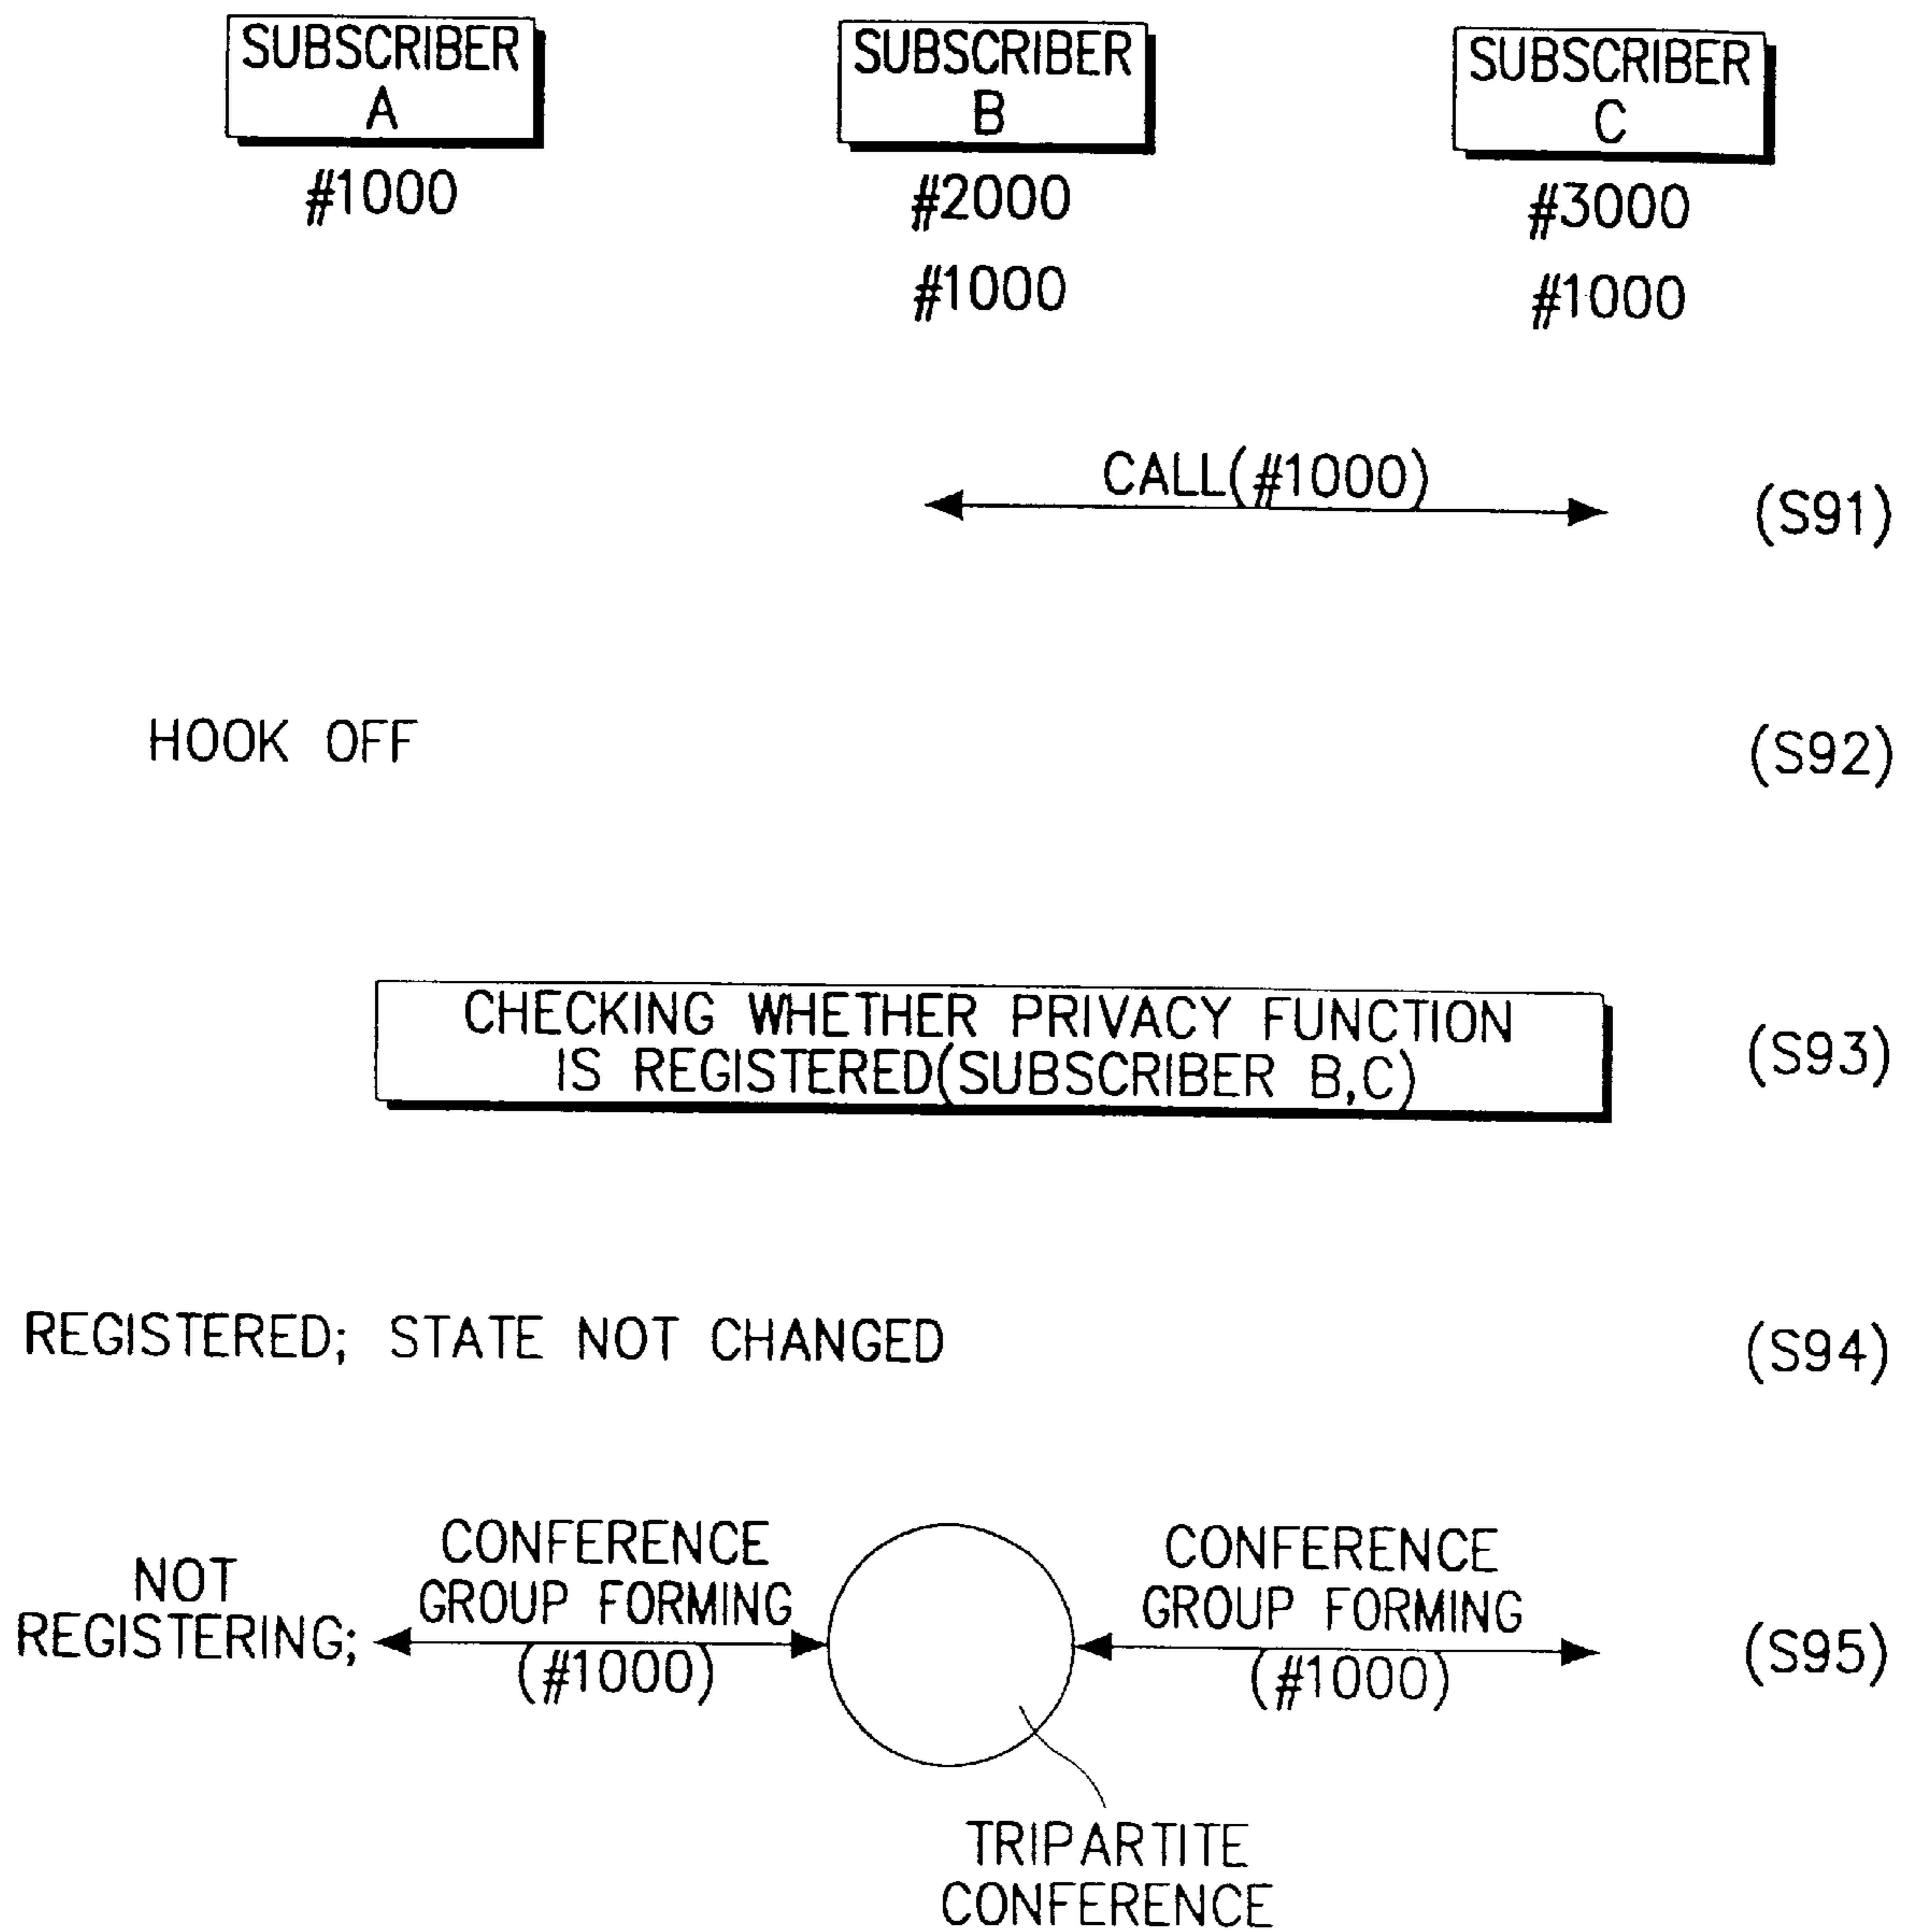 SUBSCRIBER
A
SUBSCRIBER
B
SUBSCRIBER
C
#1000
#2000
#3000
#1000
#1000
CALL(#1000)
(S91)
HOOK OFF
(S92)
CHECKING WHETHER PRIVACY FUNCTION
IS REGISTERED(SUBSCRIBER B,C)
(S93)
REGISTERED; STATE NOT CHANGED
(S94)
NOT
REGISTERING;
CONFERENCE
GROUP FORMING
(#1000)
CONFERENCE
GROUP FORMING
(#1000)
(S95)
TRIPARTITE
CONFERENCE